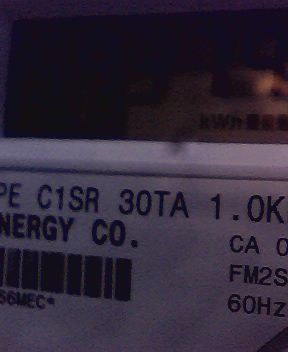 kWh
PE C1SR 30TA 1.0K
NERGY CO.
CA 0
FM2S
S6MEC*
60Hz